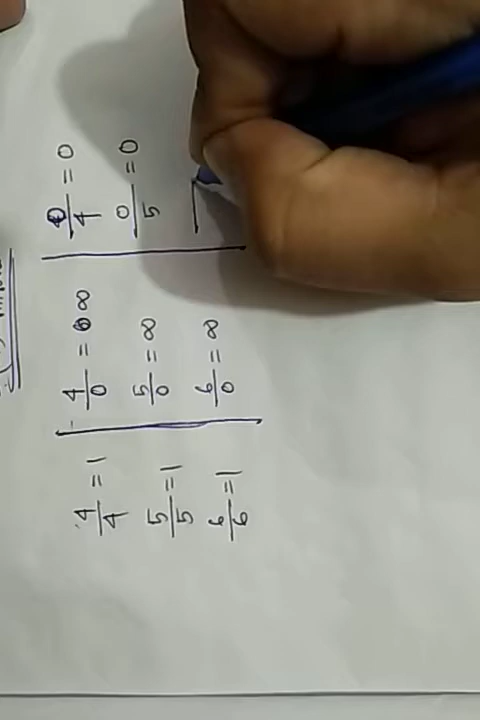 4/4 = 1
5/5 = 1
6/6 = 1
4/0 = ∞
5/0 = ∞
6/0 = ∞
0/4 = 0
0/5 = 0